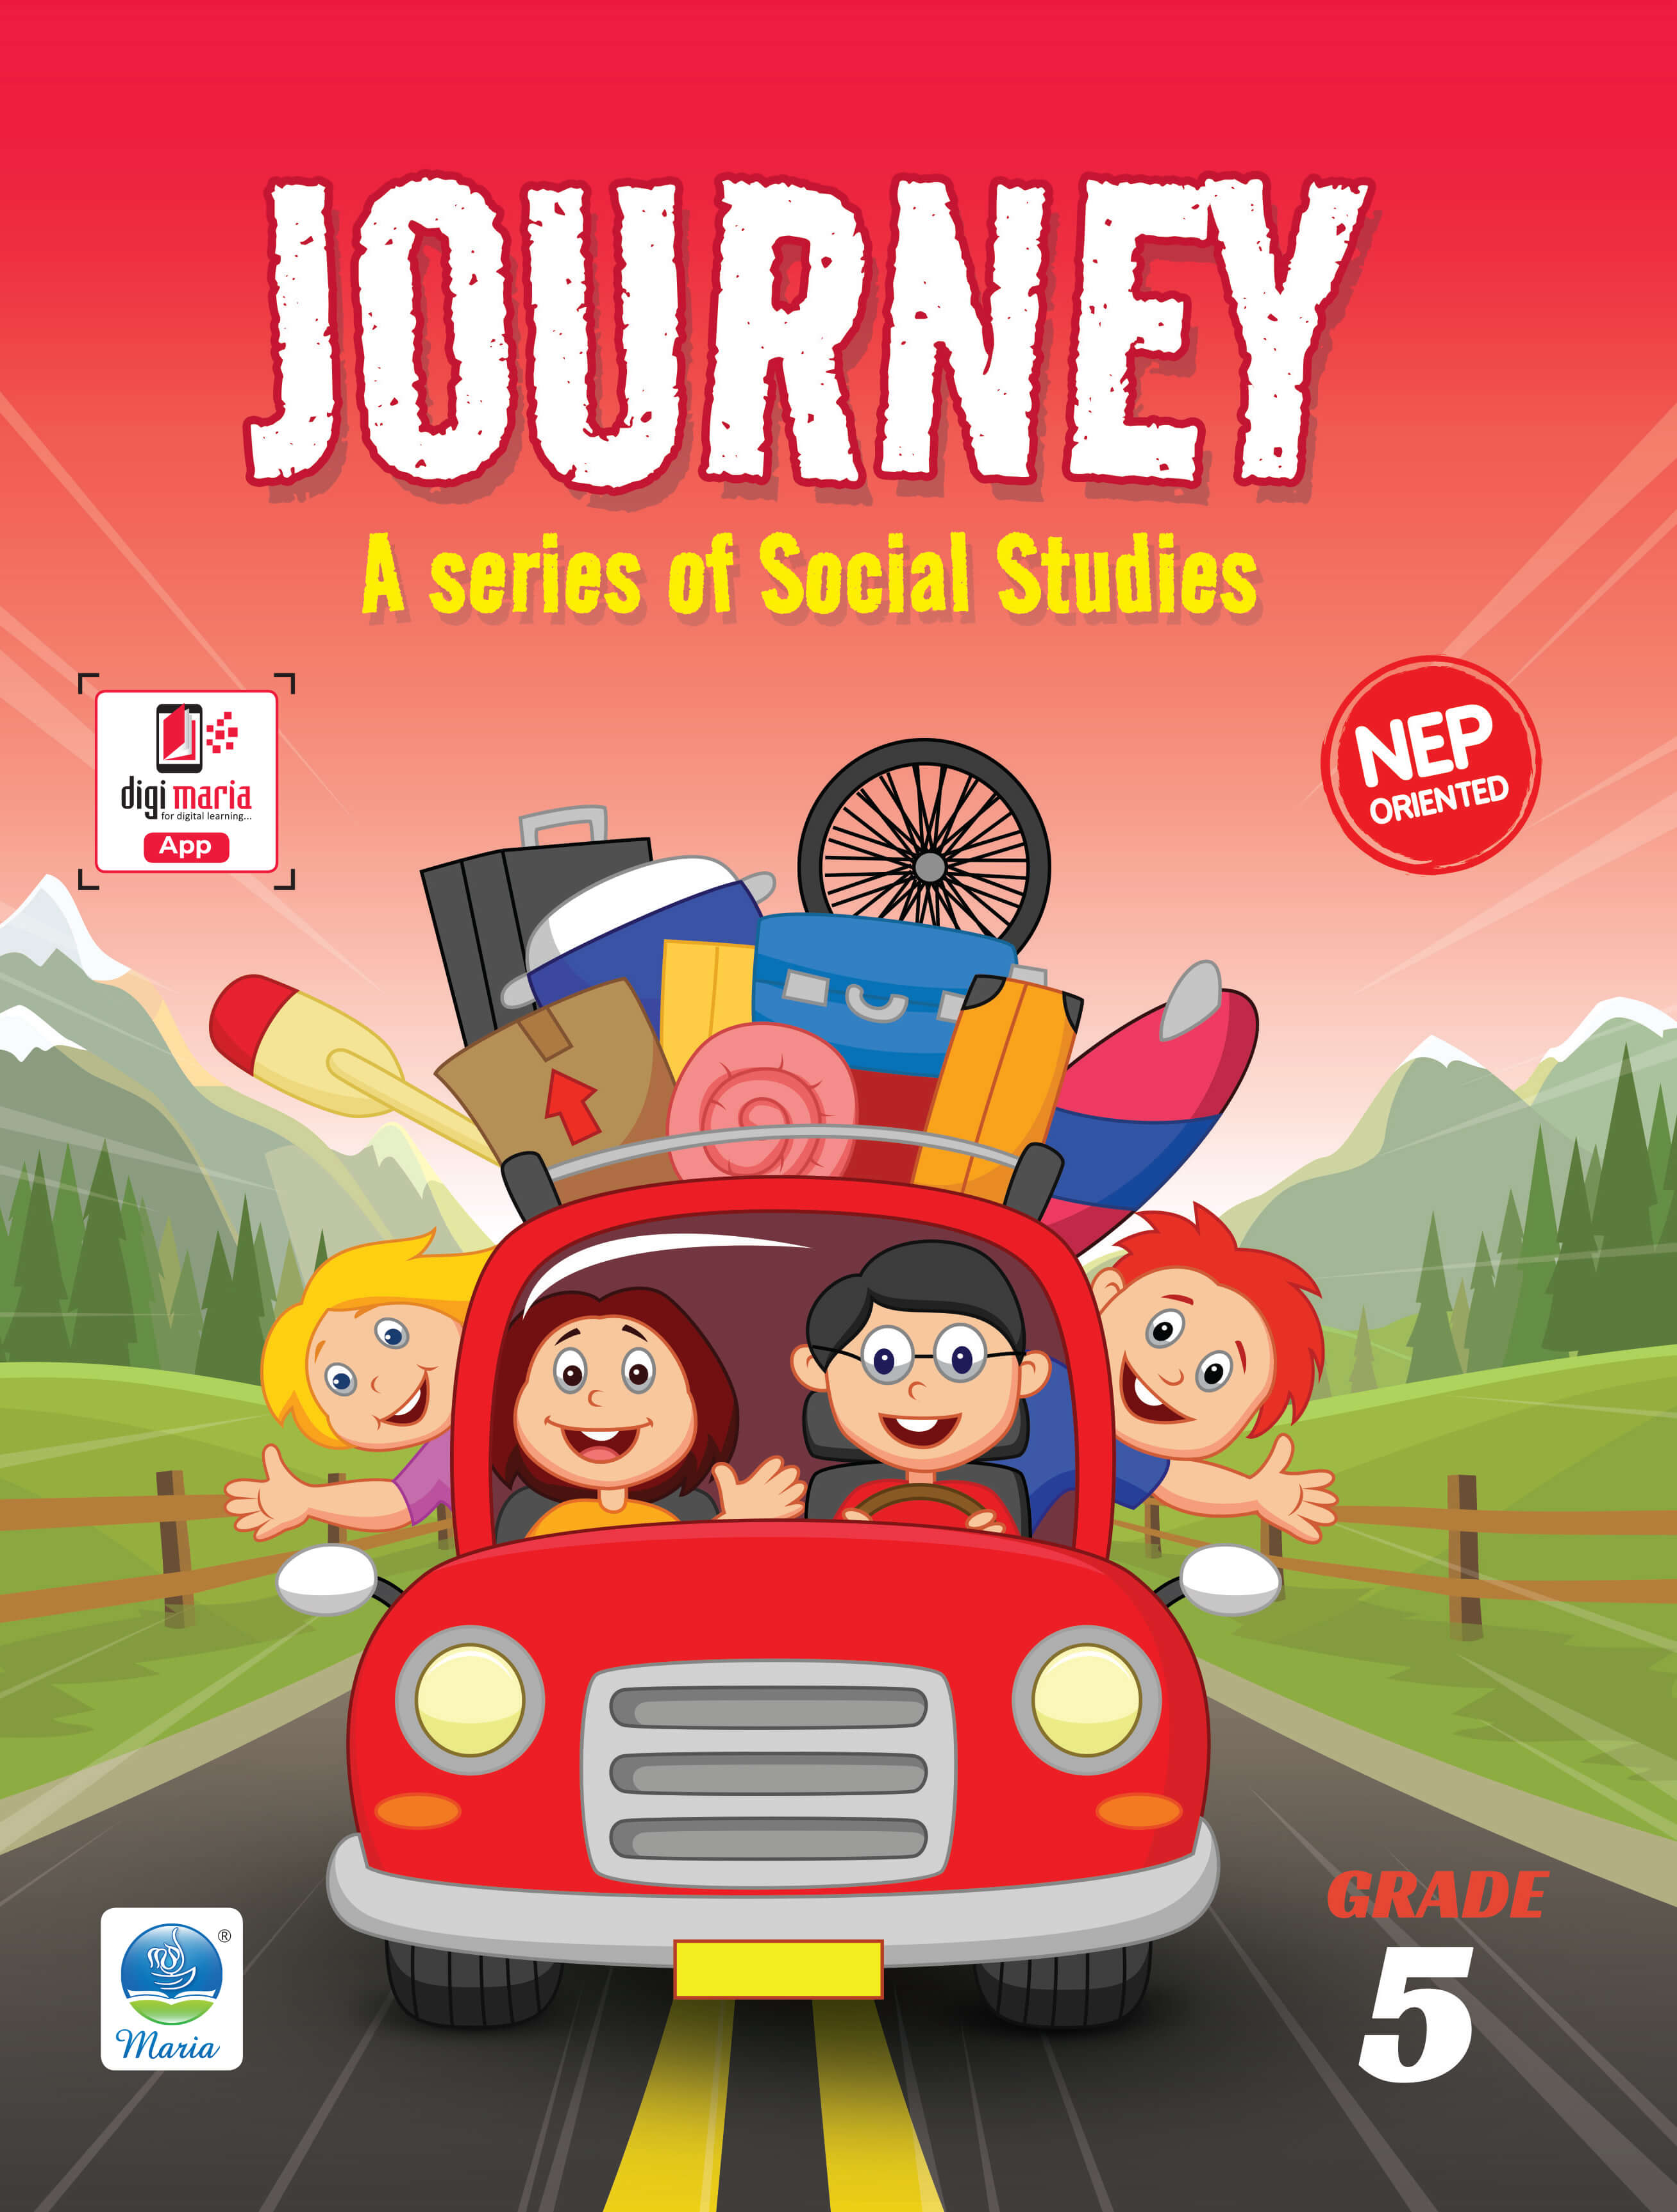 JOURNEY
A series of Social Studies
digi maria
for digital learning...
App
NEP
ORIENTED
GRADE
5
®
Maria